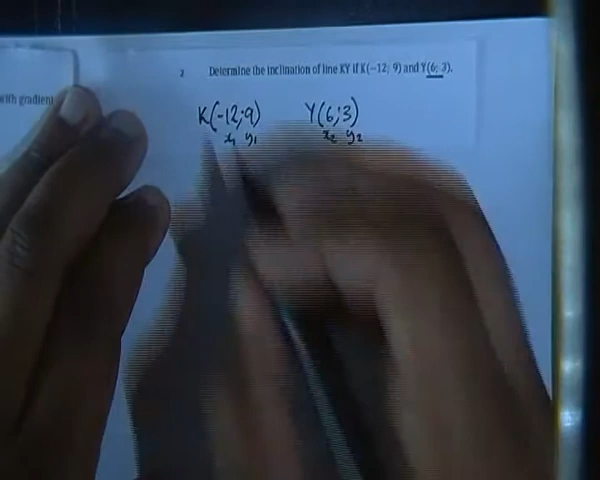 with gradient
2 Determine the inclination of line KY if K(−12; 9) and Y(6; 3).
K(-12;9) Y(6;3)
x₁ y₁ x₂ y₂